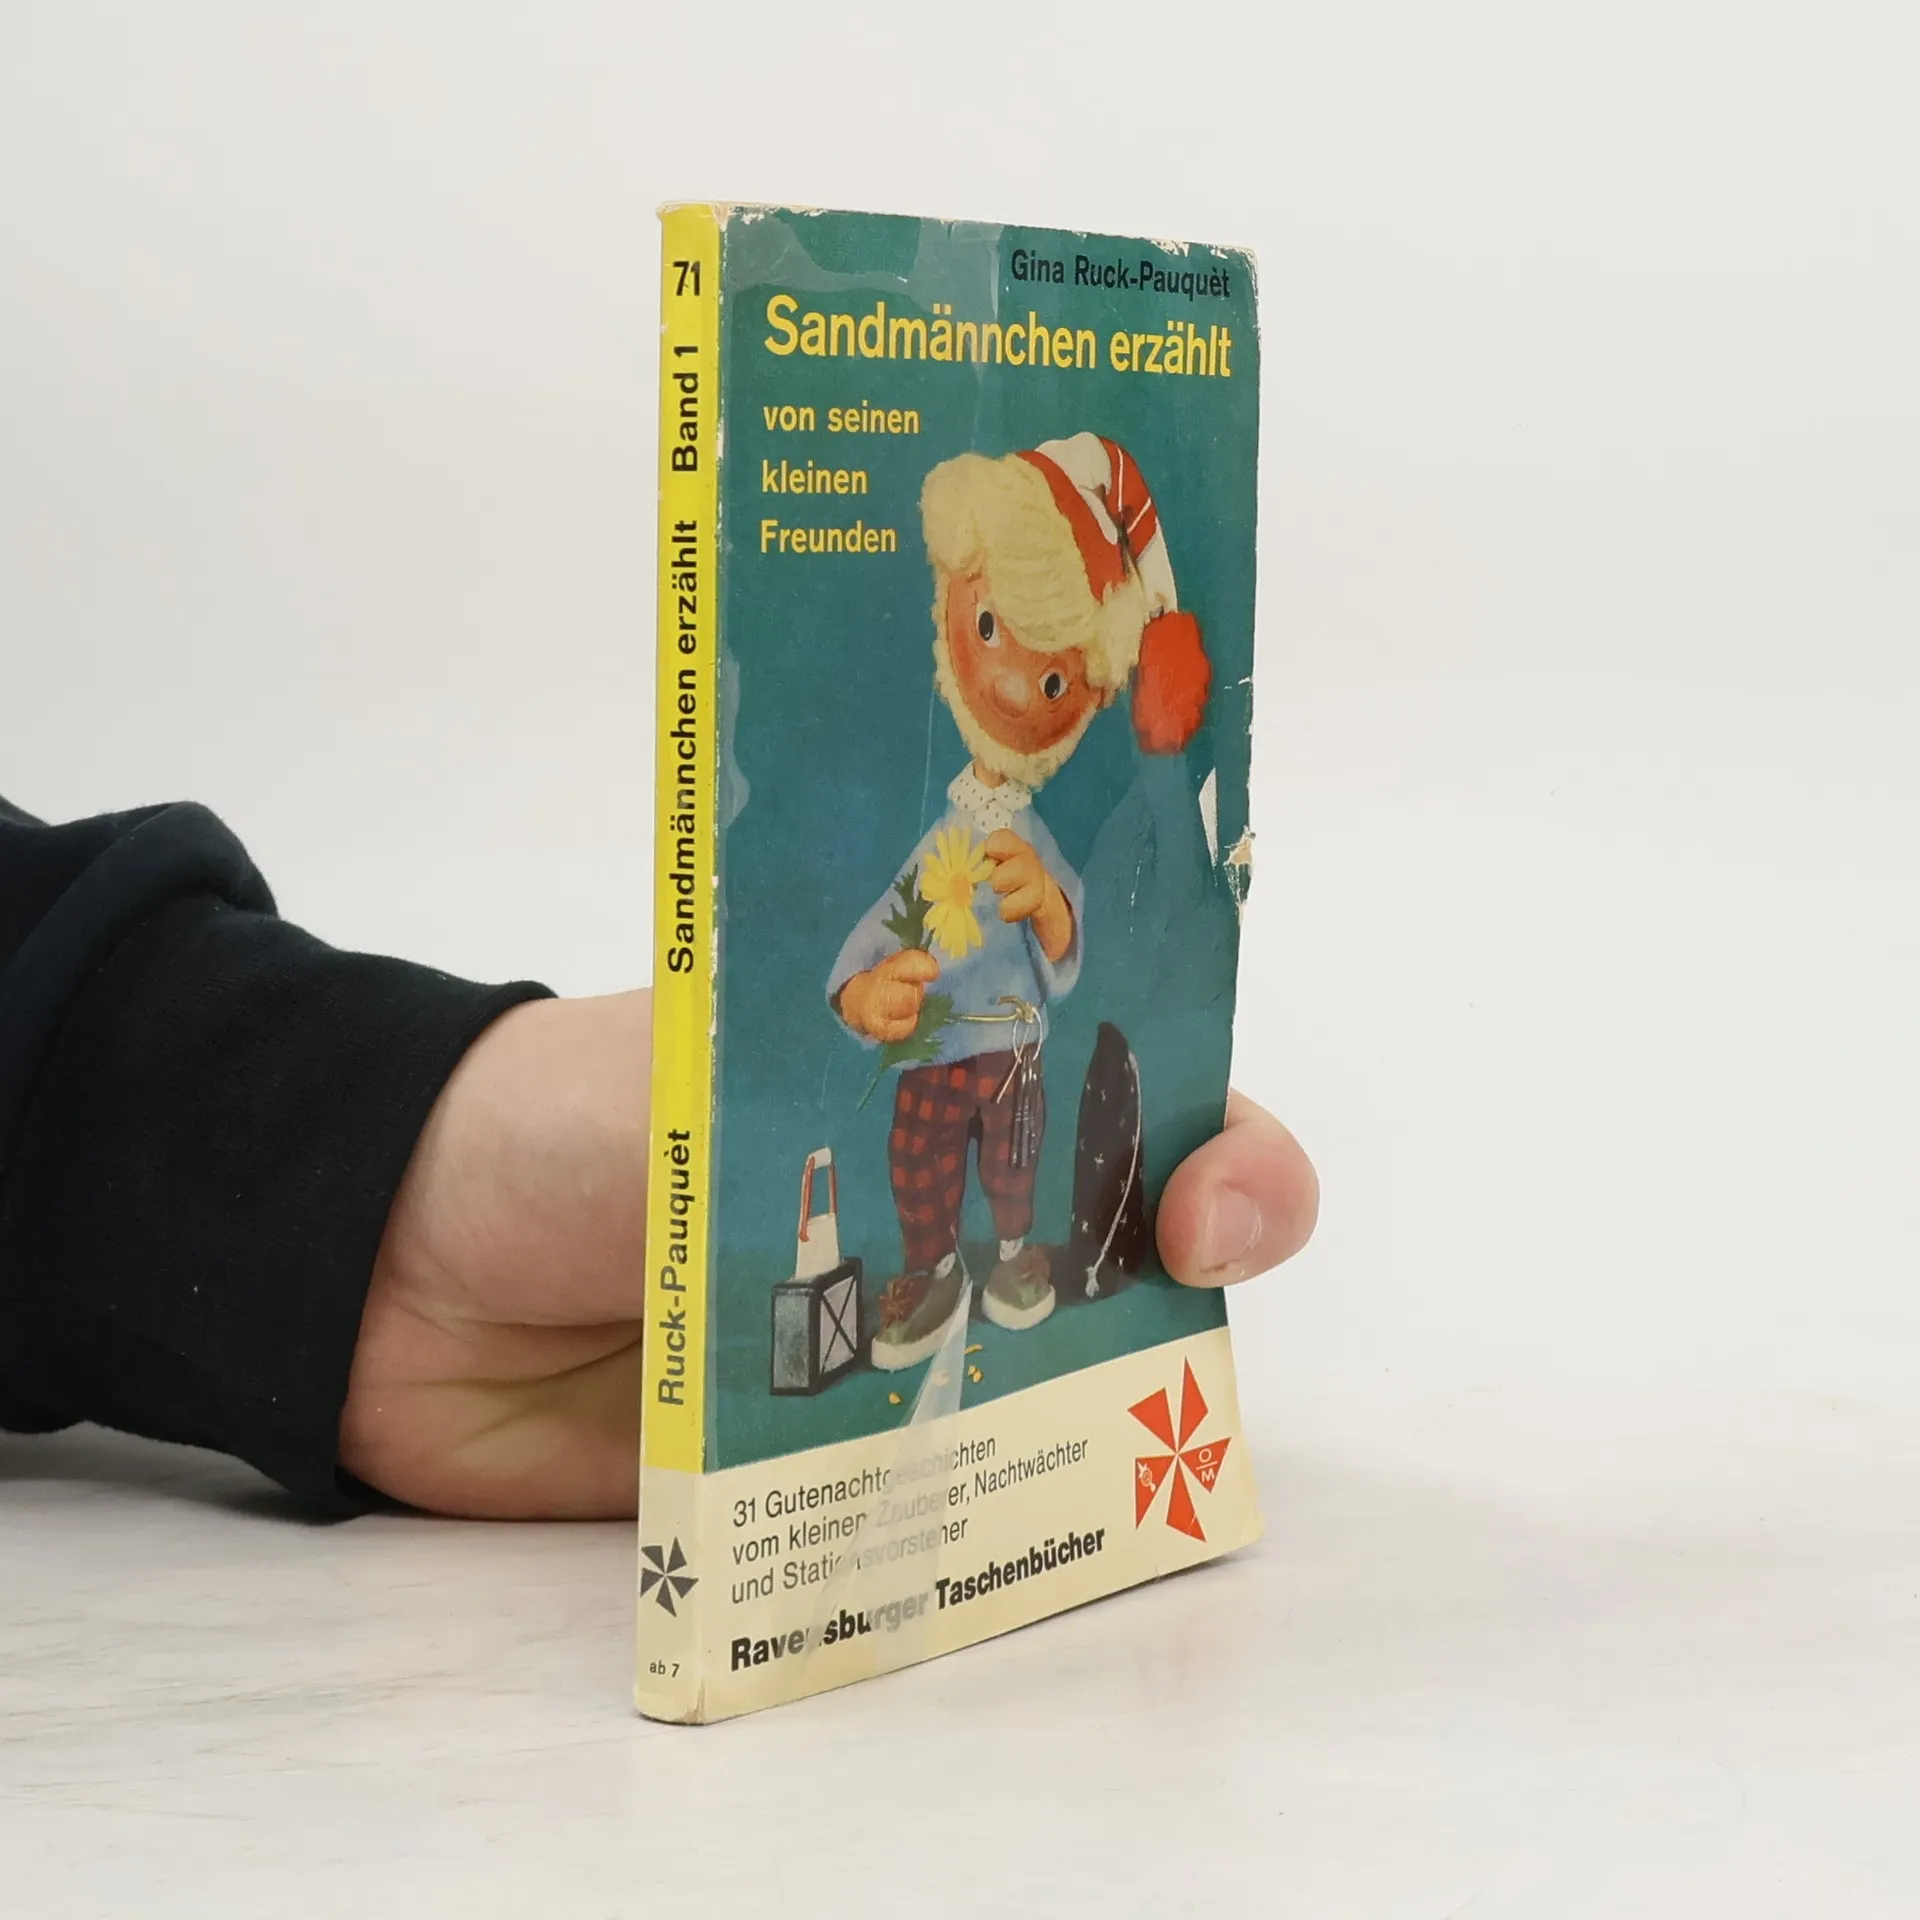 71
Sandmännchen erzählt Band 1
Ruck-Pauquèt
ab 7
Gina Ruck-Pauquèt
Sandmännchen erzählt
von seinen
kleinen
Freunden
31 Gutenachtgeschichten
vom kleinen Zauberer, Nachtwächter
und Stationsvorsteher
Ravensburger Taschenbücher
O
M